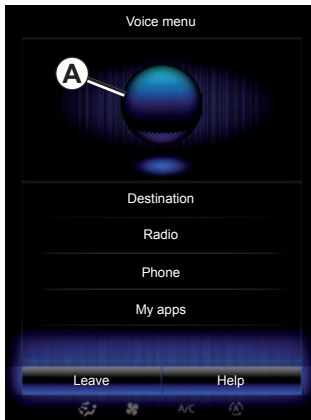 Voice menu
A
Destination
Radio
Phone
My apps
Leave Help
A/C A